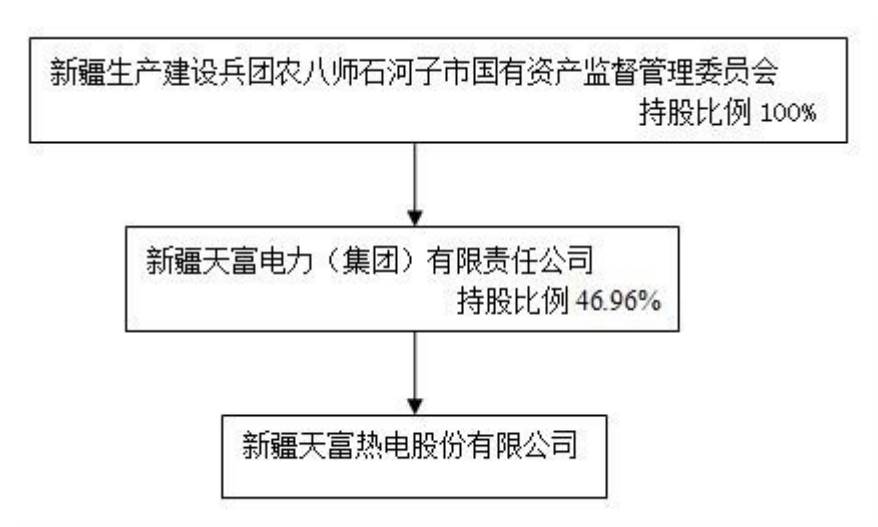 新疆生产建设兵团农八师石河子市国有资产监督管理委员会
持股比例 100%
新疆天富电力（集团）有限责任公司
持股比例 46.96%
新疆天富热电股份有限公司